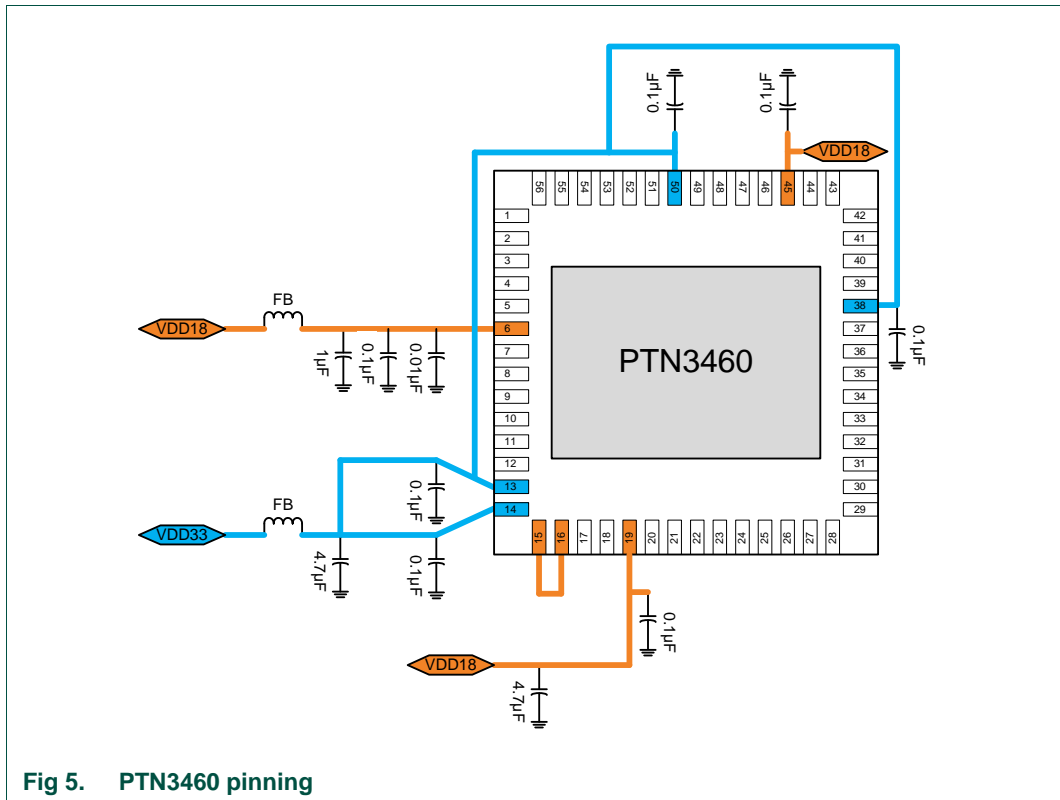 0.1µF
0.1µF
VDD18
56
55
54
53
52
51
50
49
48
47
46
45
44
43
1
2
3
4
5
6
7
8
9
10
11
12
13
14
42
41
40
39
38
37
36
35
34
33
32
31
30
29
0.1µF
FB
VDD18
1µF
0.1µF
0.01µF
PTN3460
FB
VDD33
0.1µF
4.7µF
0.1µF
15
16
17
18
19
20
21
22
23
24
25
26
27
28
0.1µF
VDD18
4.7µF
Fig 5. PTN3460 pinning